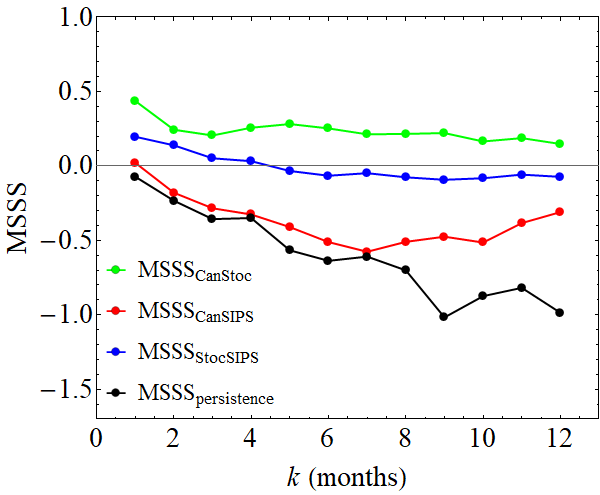 1.0
0.5
0.0
−0.5
−1.0
−1.5
MSSS
MSSS_CanStoc
MSSS_CanSIPS
MSSS_StocSIPS
MSSS_persistence
0 2 4 6 8 10 12
k (months)